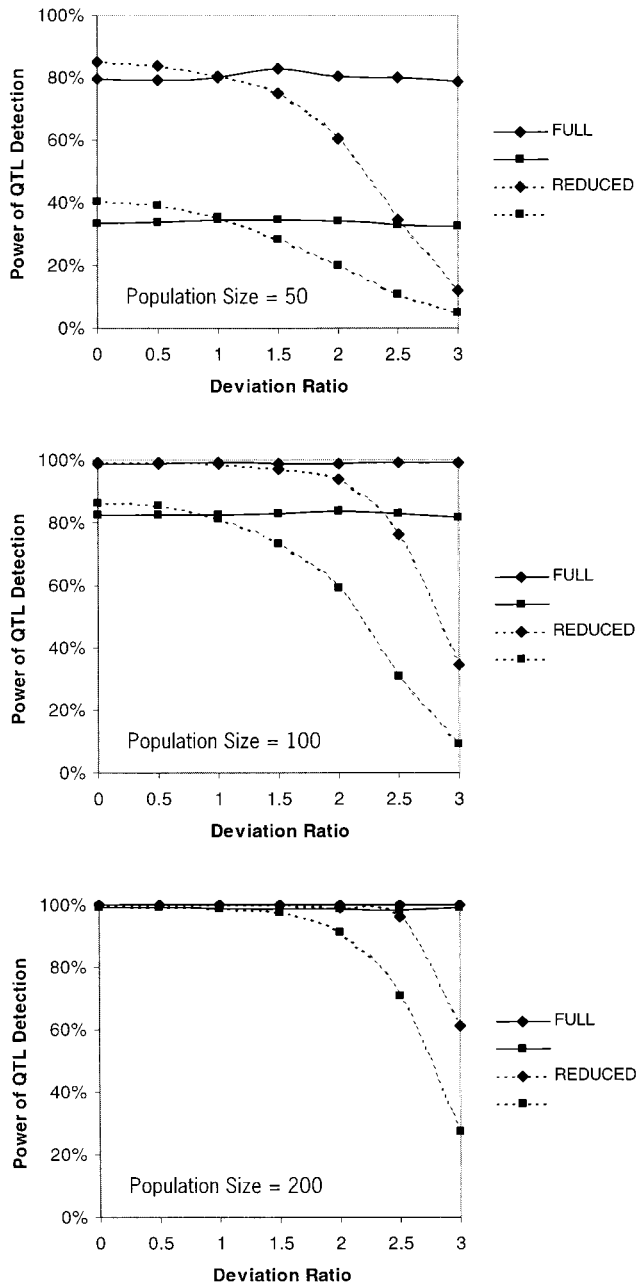 100%
80%
60%
40%
20%
0%
Power of QTL Detection
Population Size = 50
0 0.5 1 1.5 2 2.5 3
Deviation Ratio
FULL
REDUCED
100%
80%
60%
40%
20%
0%
Power of QTL Detection
Population Size = 100
0 0.5 1 1.5 2 2.5 3
Deviation Ratio
FULL
REDUCED
100%
80%
60%
40%
20%
0%
Power of QTL Detection
Population Size = 200
0 0.5 1 1.5 2 2.5 3
Deviation Ratio
FULL
REDUCED